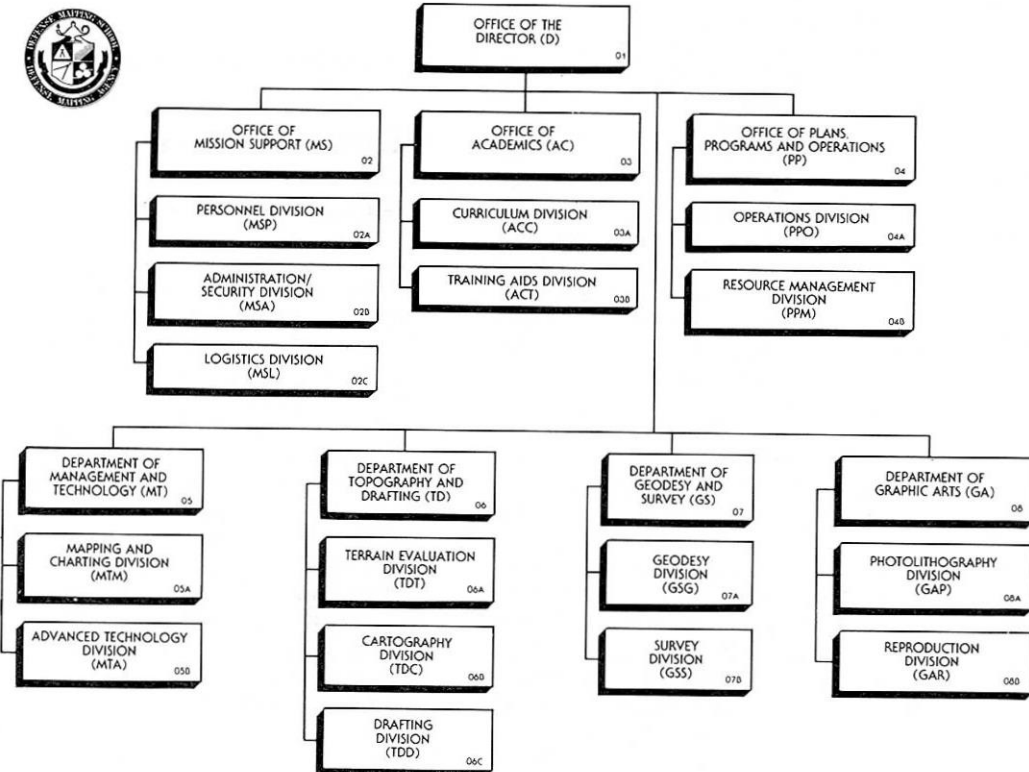 DEFENSE MAPPING SCHOOL
DEFENSE MAPPING AGENCY
OFFICE OF THE
DIRECTOR (D)
01
OFFICE OF
MISSION SUPPORT (MS)
02
PERSONNEL DIVISION
(MSP)
02A
ADMINISTRATION/
SECURITY DIVISION
(MSA)
02B
LOGISTICS DIVISION
(MSL)
02C
OFFICE OF
ACADEMICS (AC)
03
CURRICULUM DIVISION
(ACC)
03A
TRAINING AIDS DIVISION
(ACT)
03B
OFFICE OF PLANS,
PROGRAMS AND OPERATIONS
(PP)
04
OPERATIONS DIVISION
(PPO)
04A
RESOURCE MANAGEMENT
DIVISION
(PPM)
04B
DEPARTMENT OF
MANAGEMENT AND
TECHNOLOGY (MT)
05
MAPPING AND
CHARTING DIVISION
(MTM)
05A
ADVANCED TECHNOLOGY
DIVISION
(MTA)
05B
DEPARTMENT OF
TOPOGRAPHY AND
DRAFTING (TD)
06
TERRAIN EVALUATION
DIVISION
(TDT)
06A
CARTOGRAPHY
DIVISION
(TDC)
06B
DRAFTING
DIVISION
(TDD)
06C
DEPARTMENT OF
GEODESY AND
SURVEY (GS)
07
GEODESY
DIVISION
(GSG)
07A
SURVEY
DIVISION
(GSS)
07B
DEPARTMENT OF
GRAPHIC ARTS (GA)
08
PHOTOLITHOGRAPHY
DIVISION
(GAP)
08A
REPRODUCTION
DIVISION
(GAR)
08B